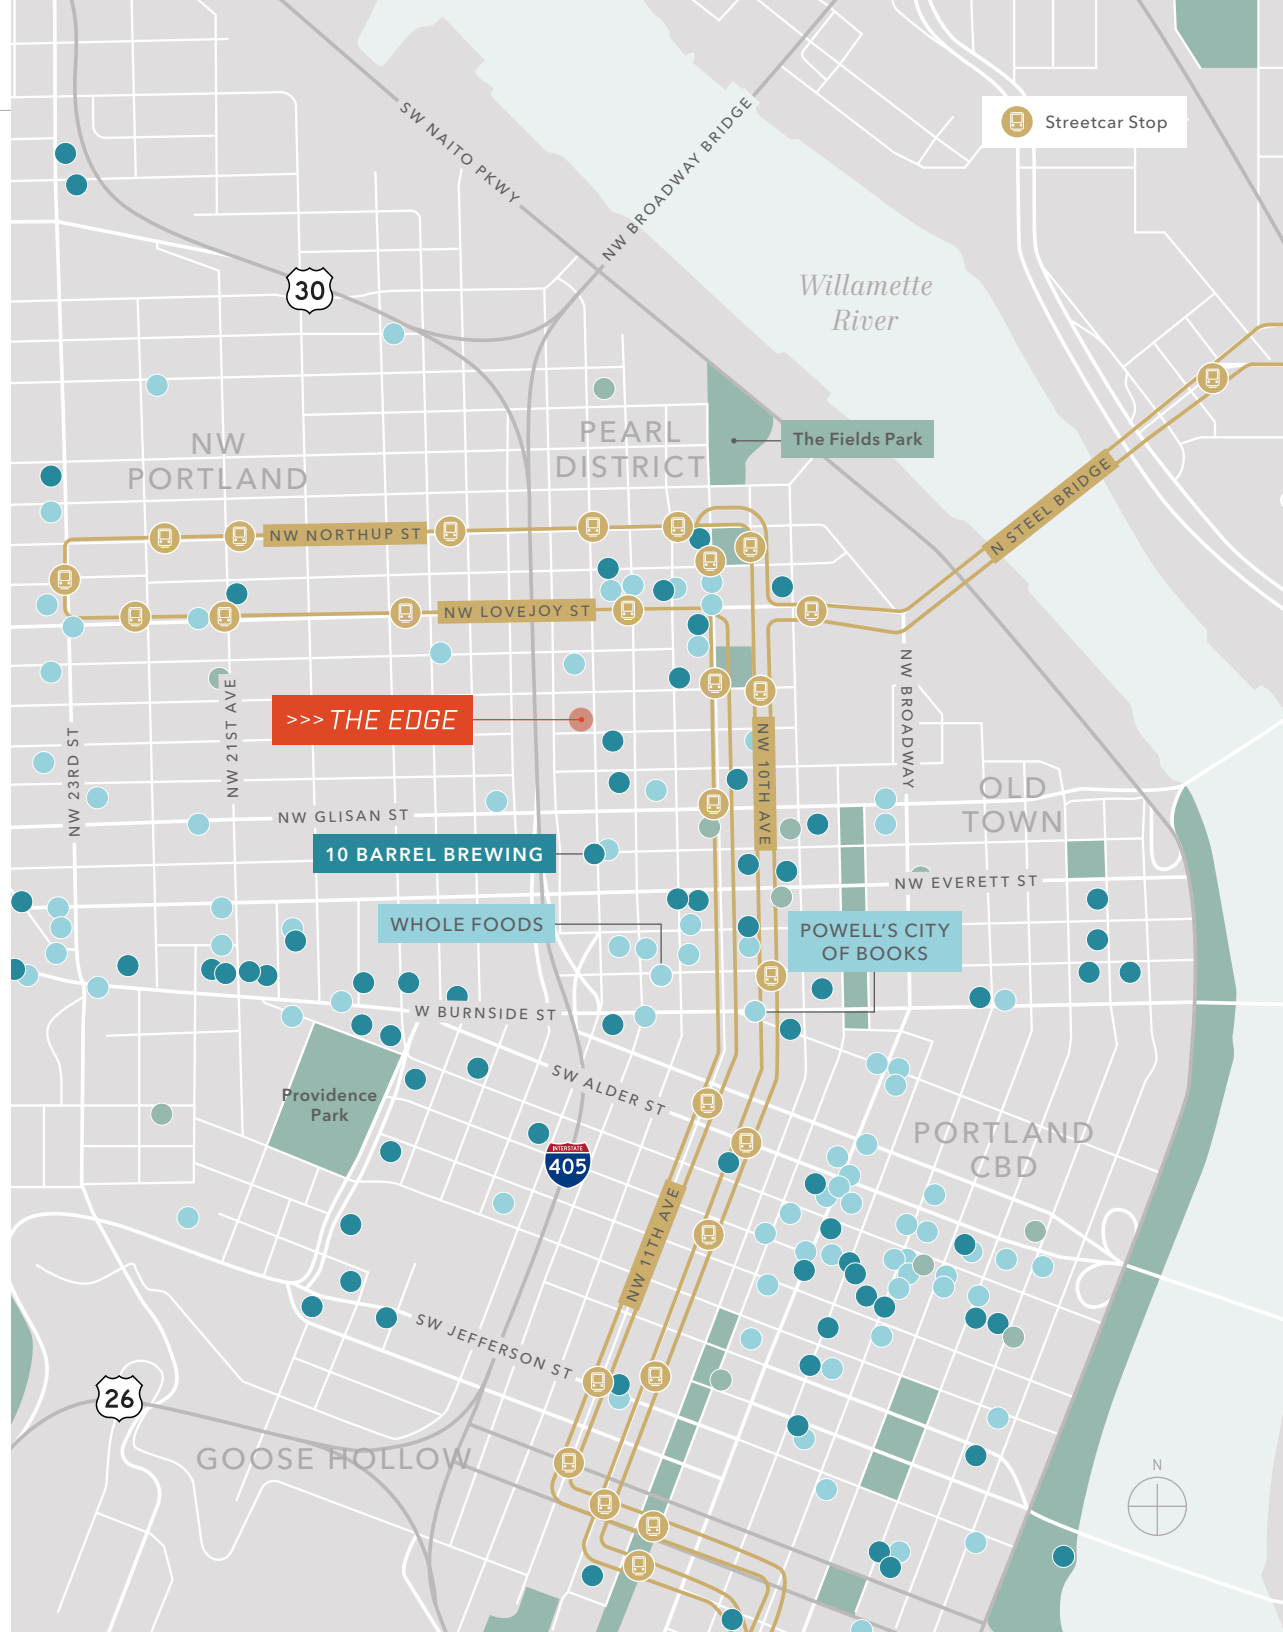 SW NAITO PKWY
NW BROADWAY BRIDGE
Streetcar Stop
30
Willamette
River
NW
PORTLAND
PEARL
DISTRICT
The Fields Park
NW NORTHUP ST
N STEEL BRIDGE
NW LOVEJOY ST
NW BROADWAY
NW 21ST AVE
>>> THE EDGE
NW 23RD ST
NW 10TH AVE
OLD
TOWN
NW GLISAN ST
10 BARREL BREWING
NW EVERETT ST
WHOLE FOODS
POWELL'S CITY
OF BOOKS
W BURNSIDE ST
SW ALDER ST
Providence
Park
PORTLAND
CBD
INTERSTATE
405
NW 11TH AVE
SW JEFFERSON ST
26
GOOSE HOLLOW
N